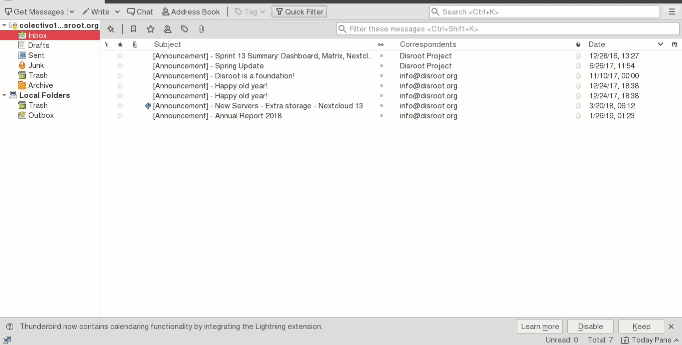 Get Messages Write Chat Address Book Tag Quick Filter Search <Ctrl+K>
colectivo1...sroot.org
Inbox
Drafts
Sent
Junk
Trash
Archive
Local Folders
Trash
Outbox
Filter these messages <Ctrl+Shift+K>
Subject Correspondents Date
[Announcement] - Sprint 13 Summary: Dashboard, Matrix, Nextcl... Disroot Project 12/28/16, 13:27
[Announcement] - Spring Update Disroot Project 6/26/17, 11:54
[Announcement] - Disroot is a foundation! info@disroot.org 11/10/17, 00:00
[Announcement] - Happy old year! info@disroot.org 12/24/17, 18:38
[Announcement] - Happy old year! info@disroot.org 12/24/17, 18:38
[Announcement] - New Servers - Extra storage - Nextcloud 13 info@disroot.org 3/20/18, 06:12
[Announcement] - Annual Report 2018 info@disroot.org 1/26/19, 01:23
Thunderbird now contains calendaring functionality by integrating the Lightning extension. Learn more Disable Keep
Unread: 0 Total: 7 Today Pane